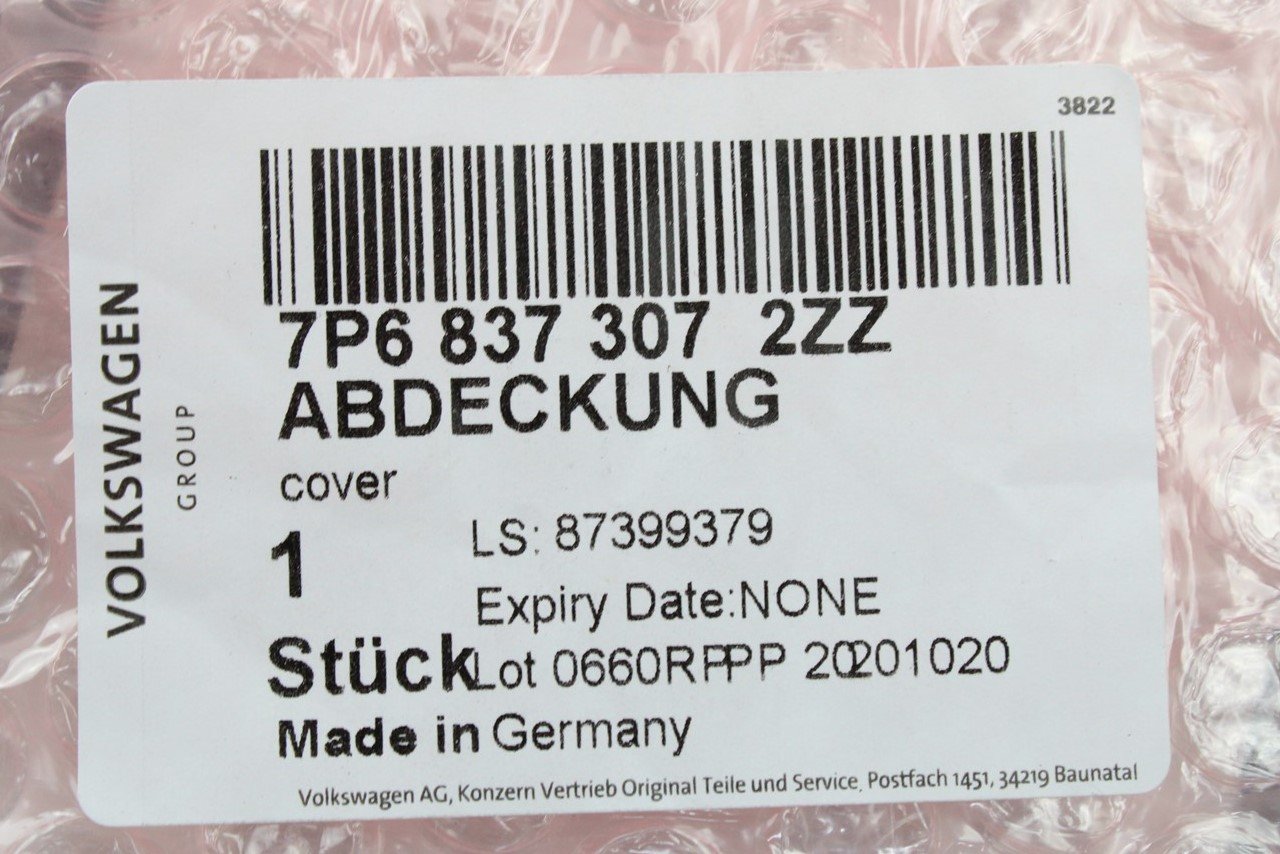 3822
7P6 837 307 2ZZ
ABDECKUNG
cover
1
LS: 87399379
Expiry Date:NONE
Stück
Lot 0660RPPPP 20201020
Made in Germany
Volkswagen AG, Konzern Vertrieb Original Teile und Service, Postfach 1451, 34219 Baunatal
VOLKSWAGEN
GROUP